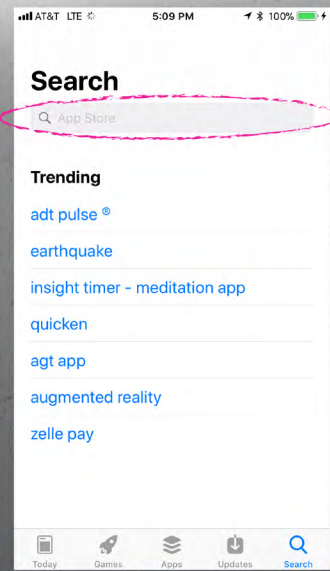 AT&T LTE 5:09 PM 100%
Search
App Store
Trending
adt pulse ®
earthquake
insight timer - meditation app
quicken
agt app
augmented reality
zelle pay
Today Games Apps Updates Search